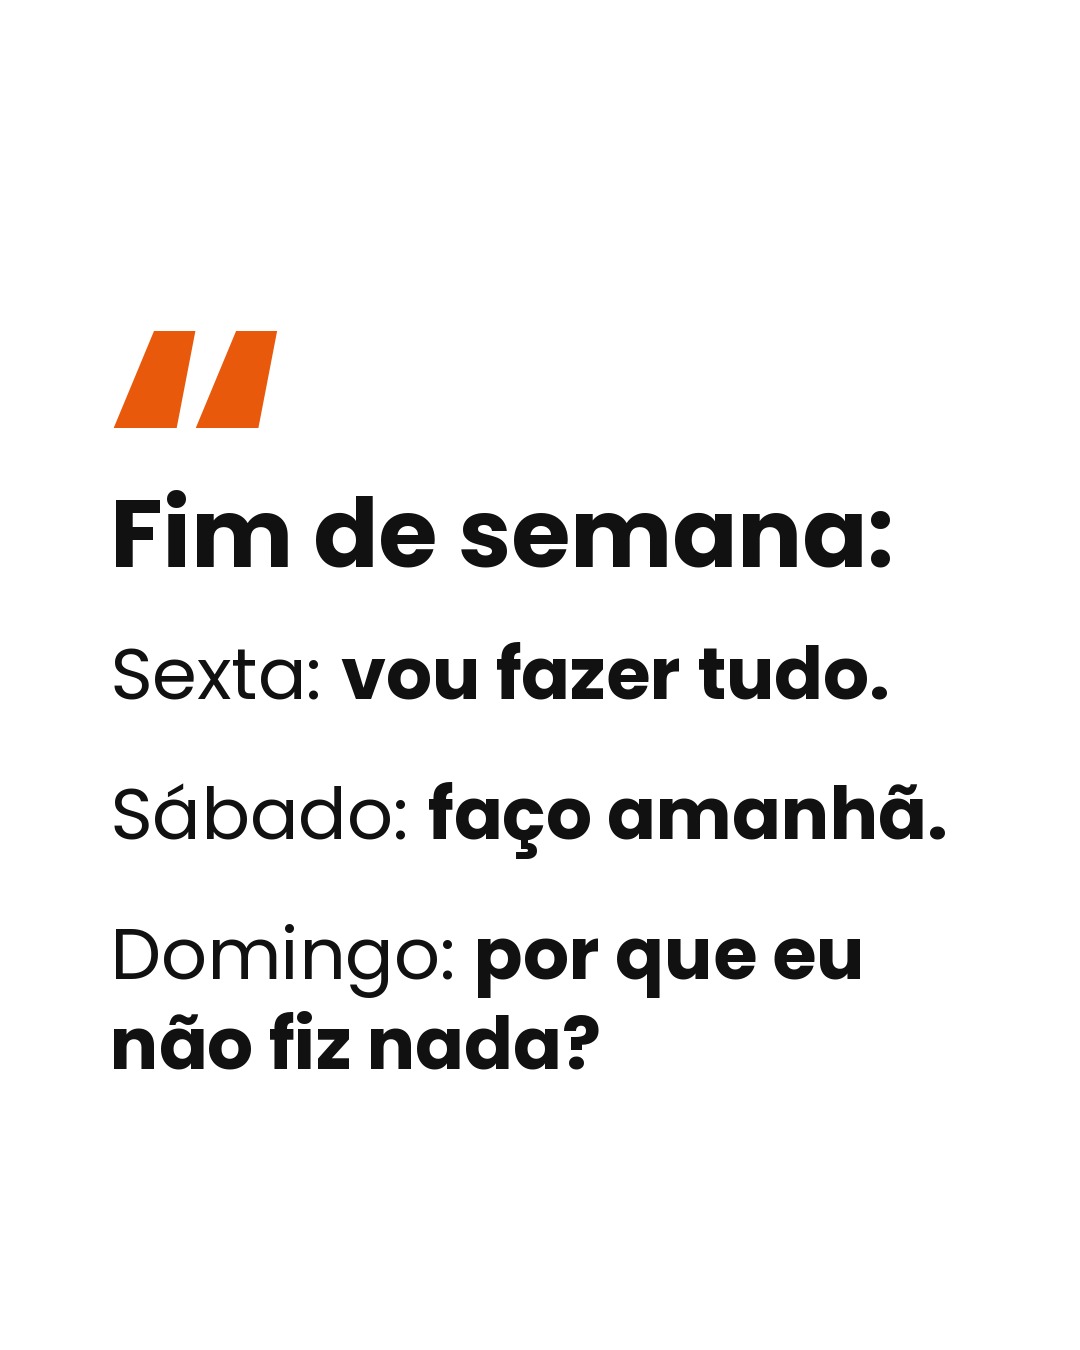 “
Fim de semana:
Sexta: vou fazer tudo.
Sábado: faço amanhã.
Domingo: por que eu
não fiz nada?